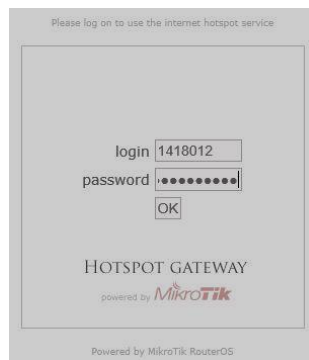 Please log on to use the internet hotspot service
login 1418012
password
OK
HOTSPOT GATEWAY
powered by MikroTik
Powered by MikroTik RouterOS